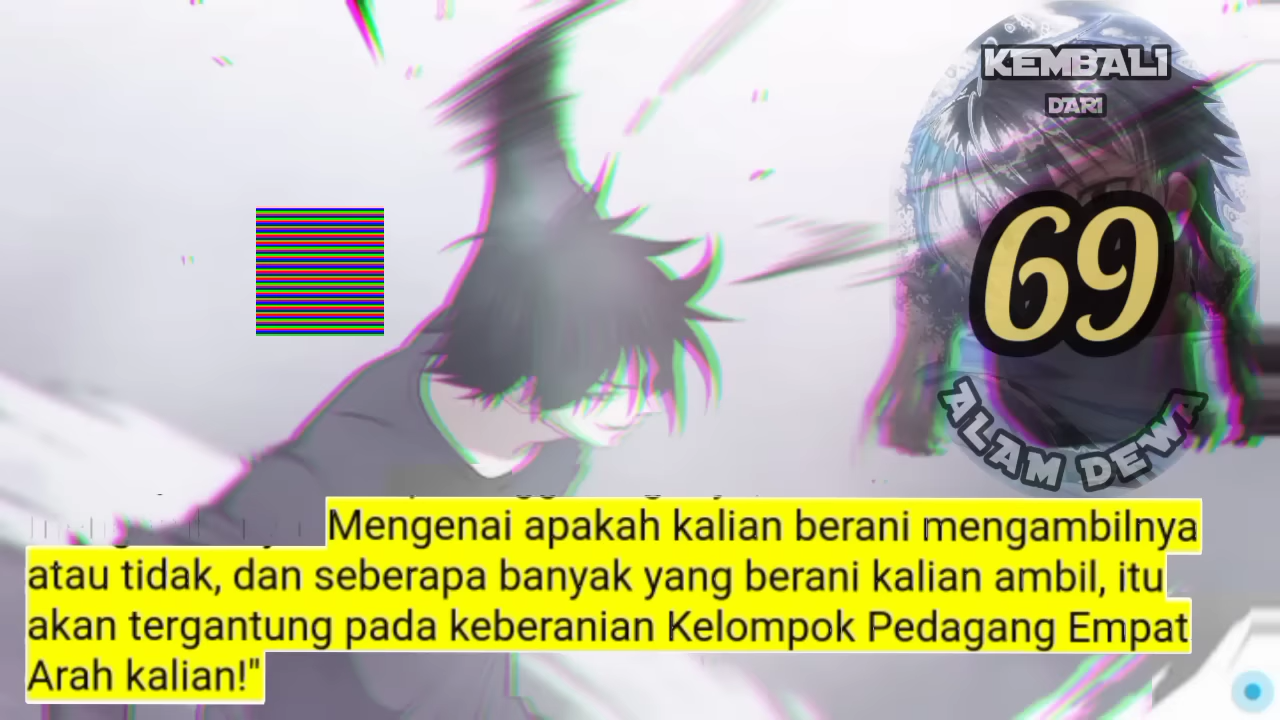 KEMBALI
DARI
69
ALAM DEWA
Mengenai apakah kalian berani mengambilnya
atau tidak, dan seberapa banyak yang berani kalian ambil, itu
akan tergantung pada keberanian Kelompok Pedagang Empat
Arah kalian!"